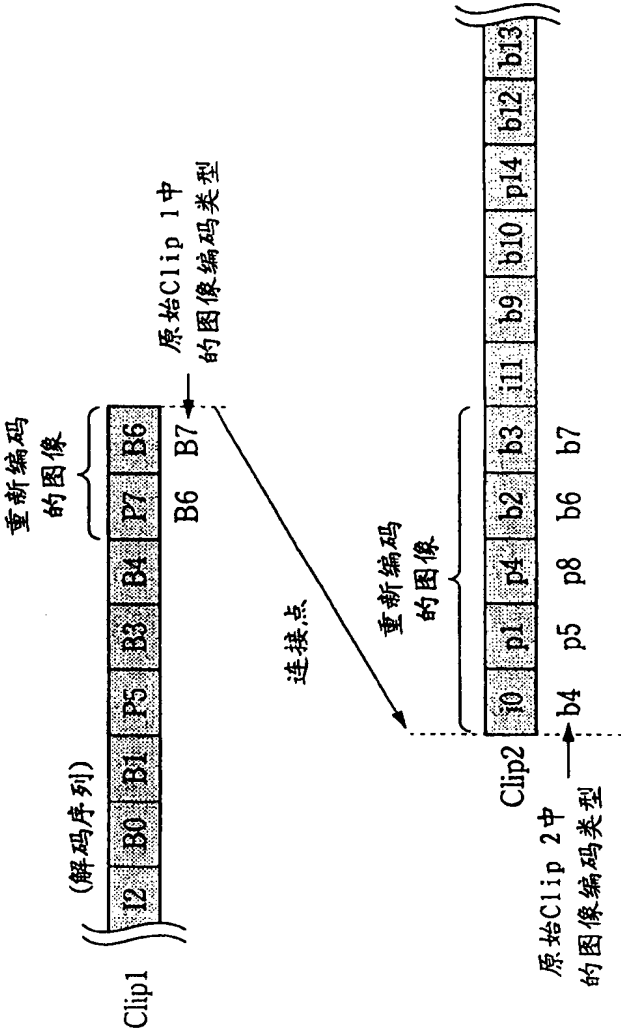 (解码序列)
重新编码
的图像
Clip1
I2 B0 B1 P5 B3 B4 P7 B6
B6 B7
原始Clip 1中
的图像编码类型
连接点
重新编码
的图像
Clip2
i0 p1 p4 b2 b3 i11 b9 b10 p14 b12 b13
b4 p5 p8 b6 b7
原始Clip 2中
的图像编码类型